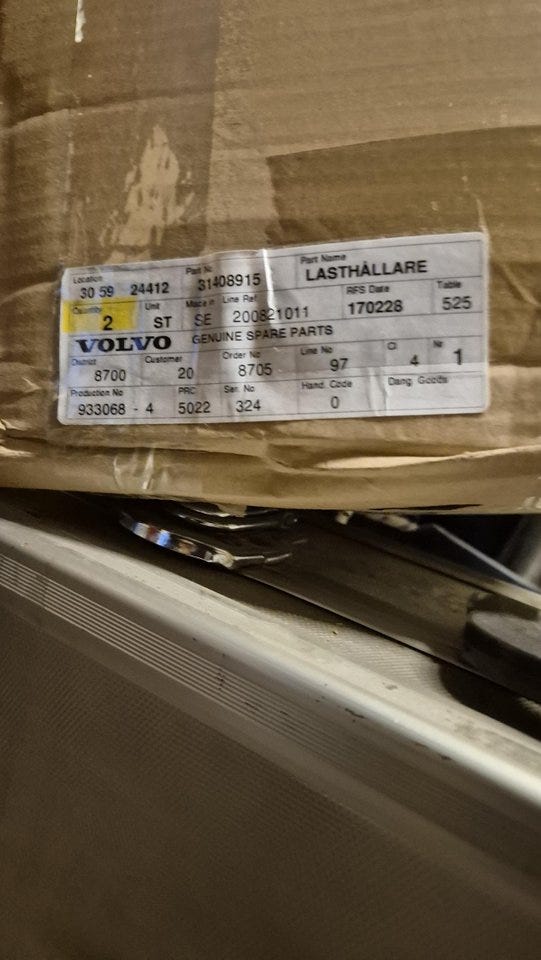 Location Part No Part Name
30 59 24412 31408915 LASTHÅLLARE
Quantity Unit Made in Line Ref RFS Date Table
2 ST SE 200821011 170228 525
VOLVO GENUINE SPARE PARTS
District Customer Order No Line No Cl Nr
8700 20 8705 97 4 1
Production No PRC Ser. No Hand. Code Dang. Goods
933068 - 4 5022 324 0